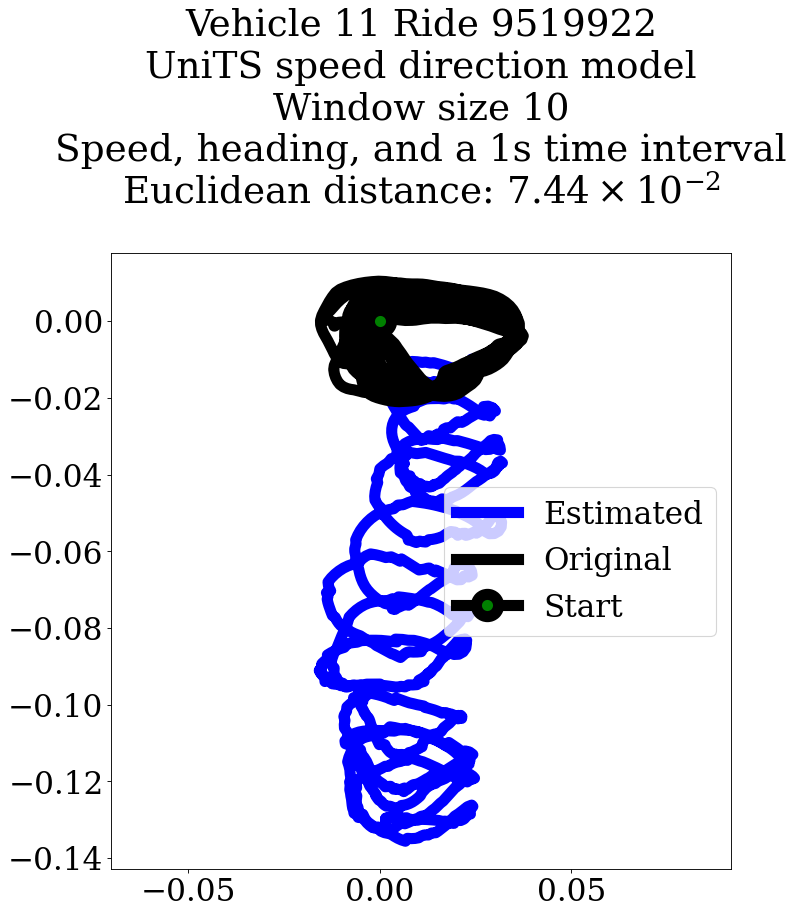 Vehicle 11 Ride 9519922
UniTS speed direction model
Window size 10
Speed, heading, and a 1s time interval
Euclidean distance: 7.44 × 10⁻²
0.00
−0.02
−0.04
−0.06
−0.08
−0.10
−0.12
−0.14
Estimated
Original
Start
−0.05
0.00
0.05